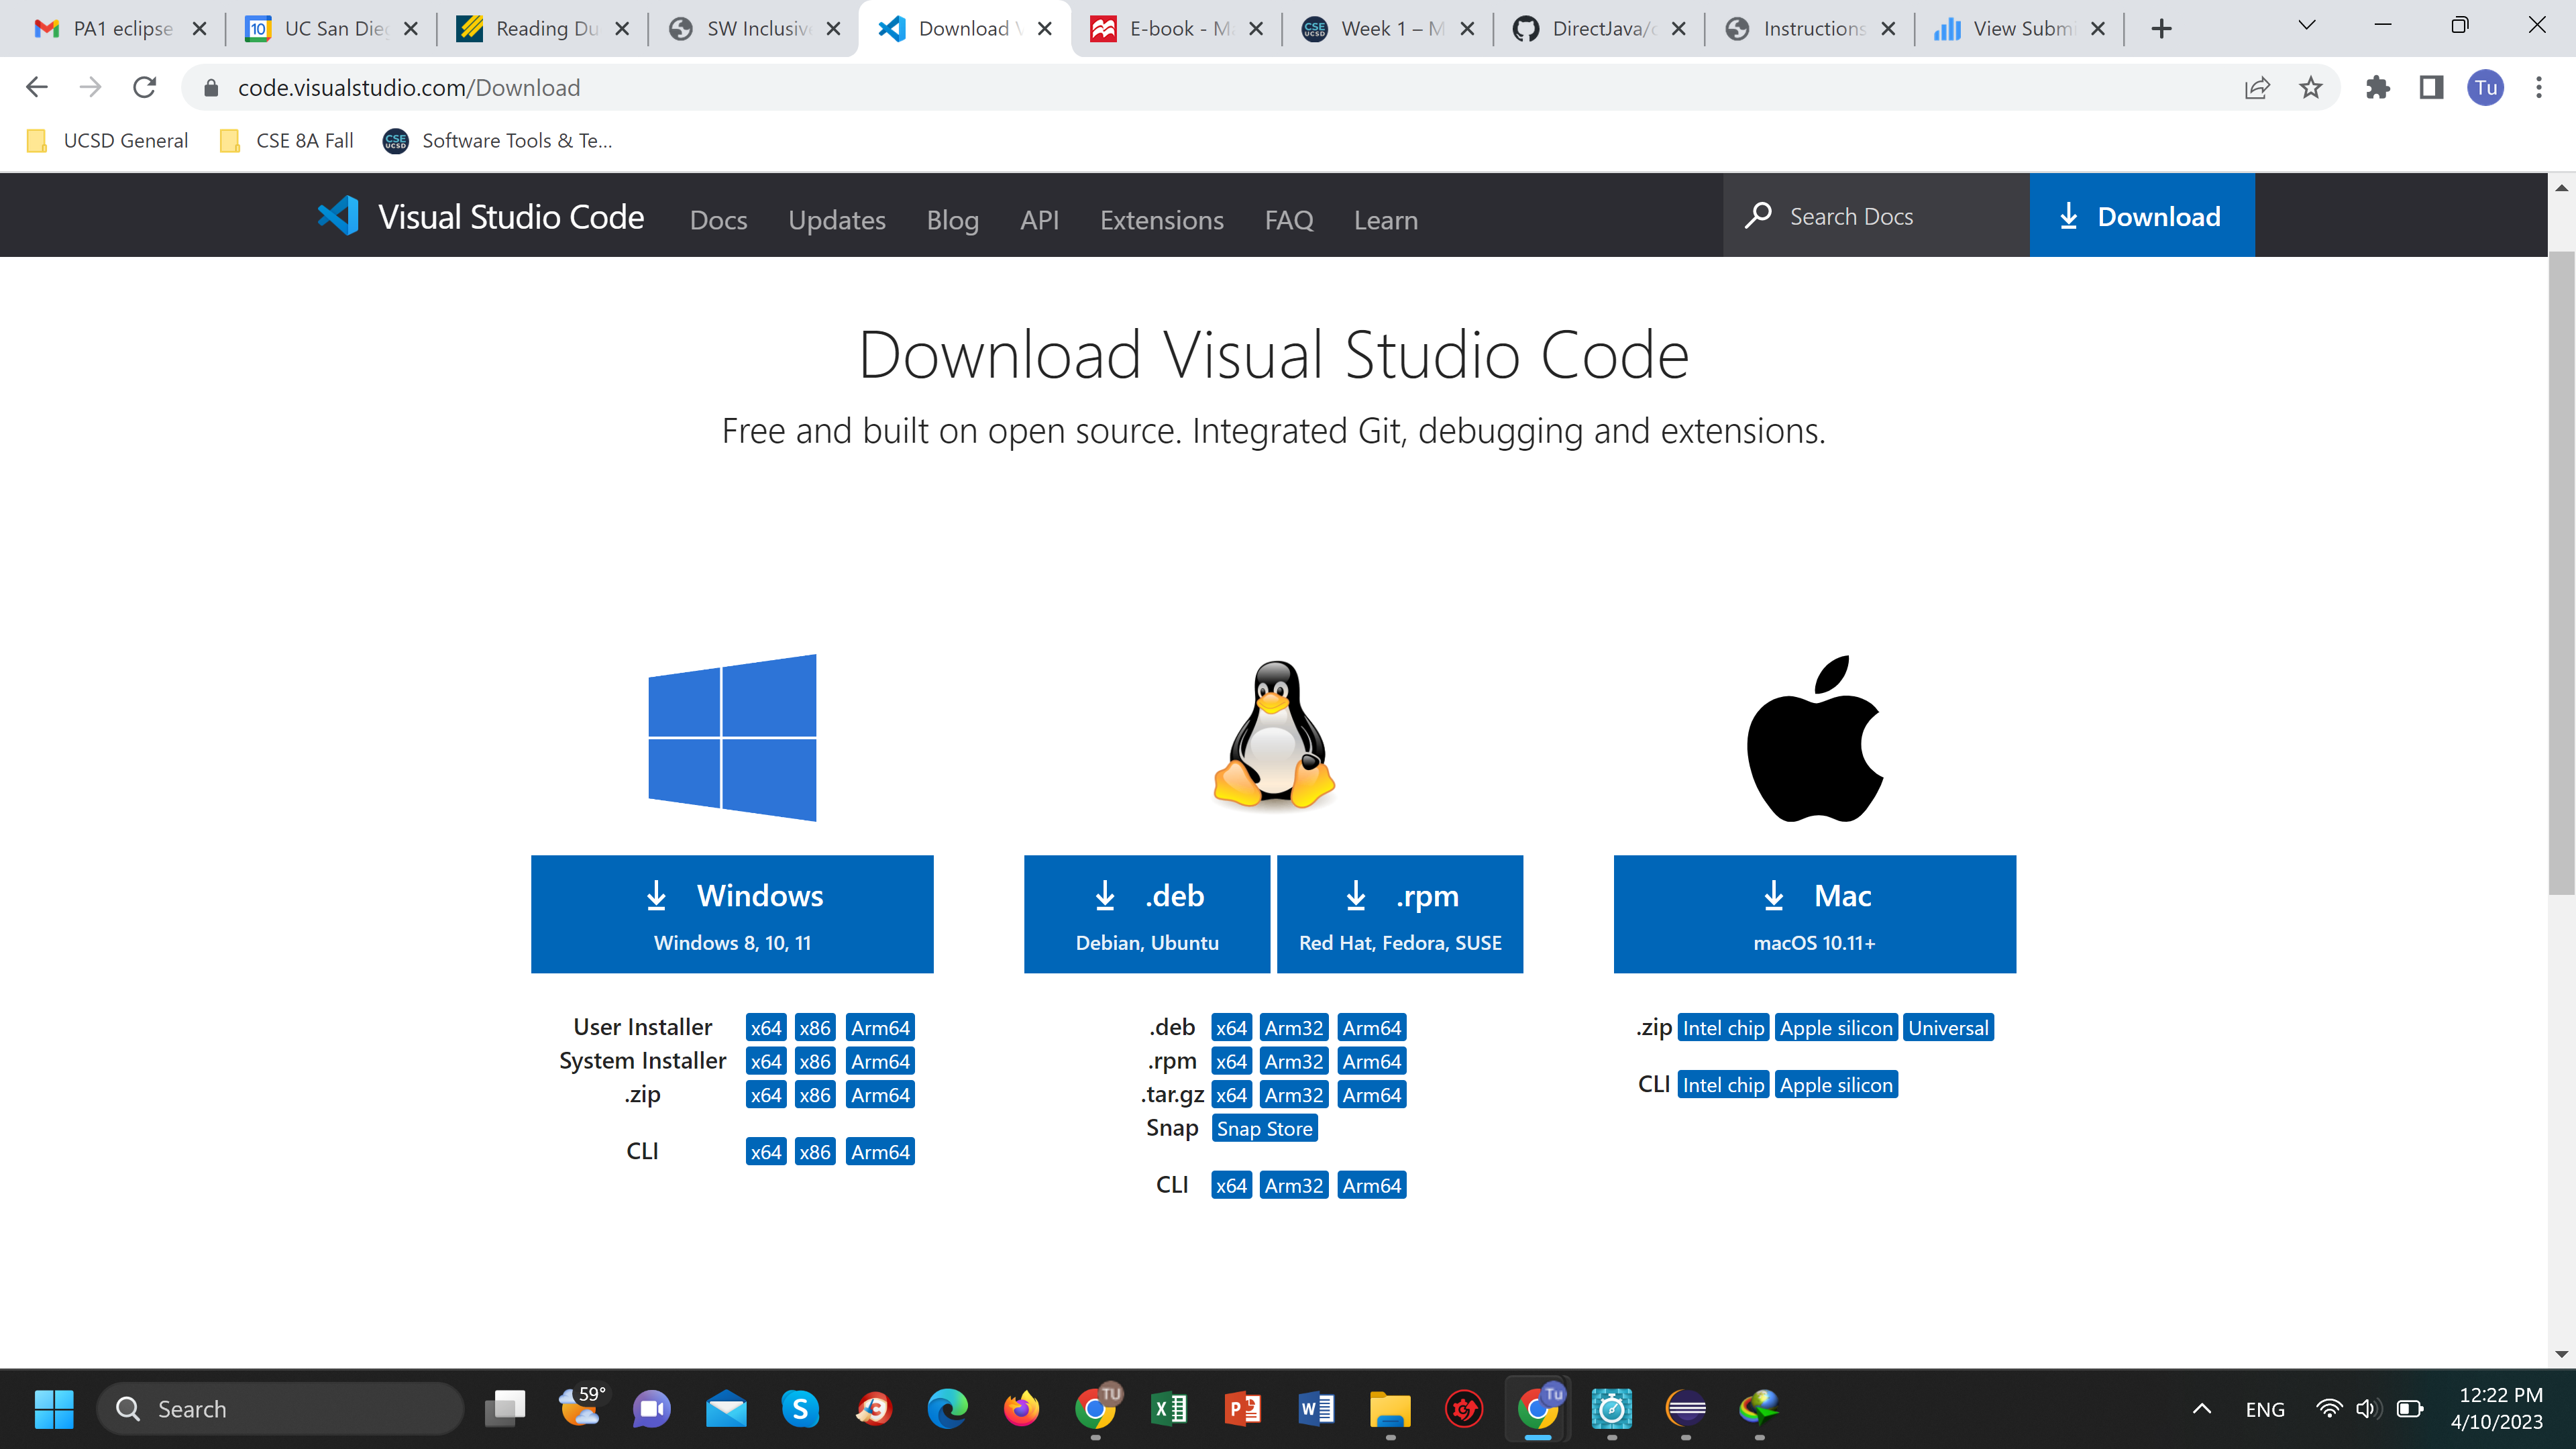 PA1 eclipse
10 UC San Die
Reading Du
SW Inclusiv
Download V
E-book - Ma
CSE UCSD Week 1 – M
DirectJava/c
Instructions
View Submi
code.visualstudio.com/Download
Tu
UCSD General CSE 8A Fall CSE UCSD Software Tools & Te...
Visual Studio Code Docs Updates Blog API Extensions FAQ Learn Search Docs Download
Download Visual Studio Code
Free and built on open source. Integrated Git, debugging and extensions.
Windows
Windows 8, 10, 11
User Installer x64 x86 Arm64
System Installer x64 x86 Arm64
.zip x64 x86 Arm64
CLI x64 x86 Arm64
.deb
Debian, Ubuntu
.rpm
Red Hat, Fedora, SUSE
.deb x64 Arm32 Arm64
.rpm x64 Arm32 Arm64
.tar.gz x64 Arm32 Arm64
Snap Snap Store
CLI x64 Arm32 Arm64
Mac
macOS 10.11+
.zip Intel chip Apple silicon Universal
CLI Intel chip Apple silicon
Search
59°
TU
Tu
ENG
12:22 PM
4/10/2023